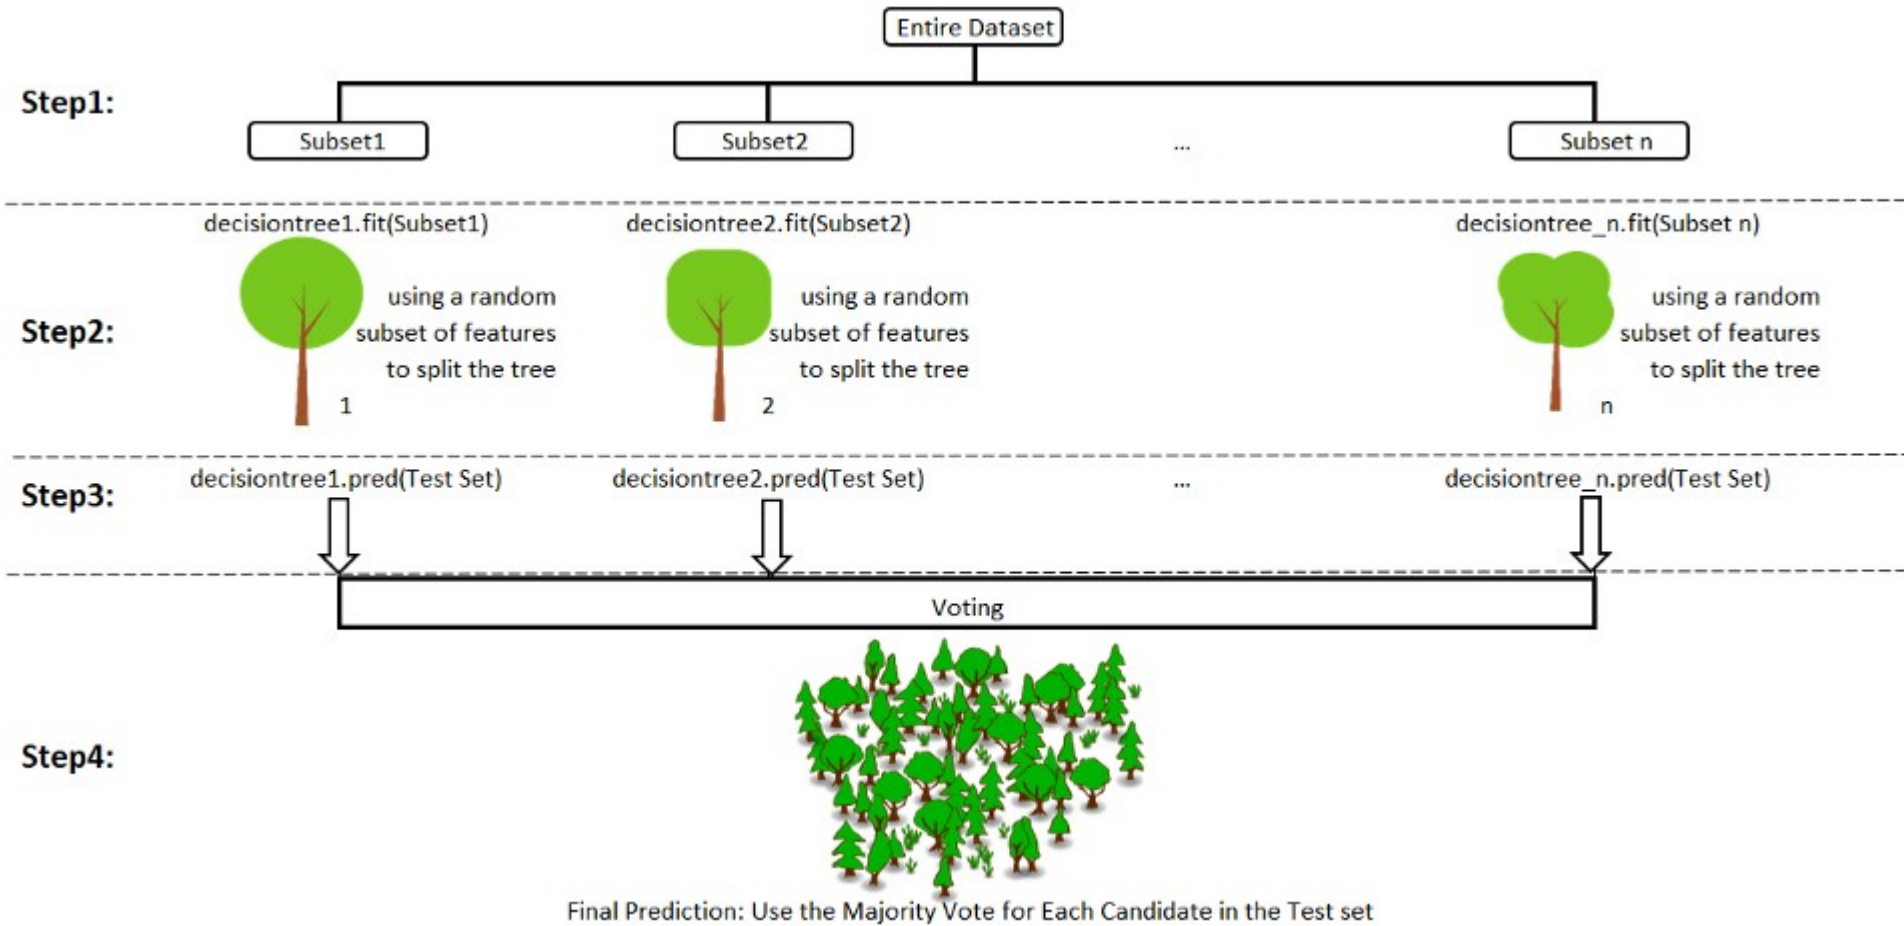 Entire Dataset
Step1:
Subset1
Subset2
...
Subset n
decisiontree1.fit(Subset1)
decisiontree2.fit(Subset2)
decisiontree_n.fit(Subset n)
Step2:
using a random
subset of features
to split the tree
1
using a random
subset of features
to split the tree
2
using a random
subset of features
to split the tree
n
Step3:
decisiontree1.pred(Test Set)
decisiontree2.pred(Test Set)
...
decisiontree_n.pred(Test Set)
Voting
Step4:
Final Prediction: Use the Majority Vote for Each Candidate in the Test set